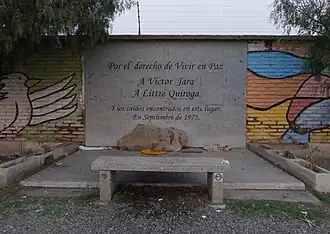 Por el derecho de Vivir en Paz
A Víctor Jara
A Littré Quiroga
Y los caídos encontrados en este lugar.
En Septiembre de 1973.